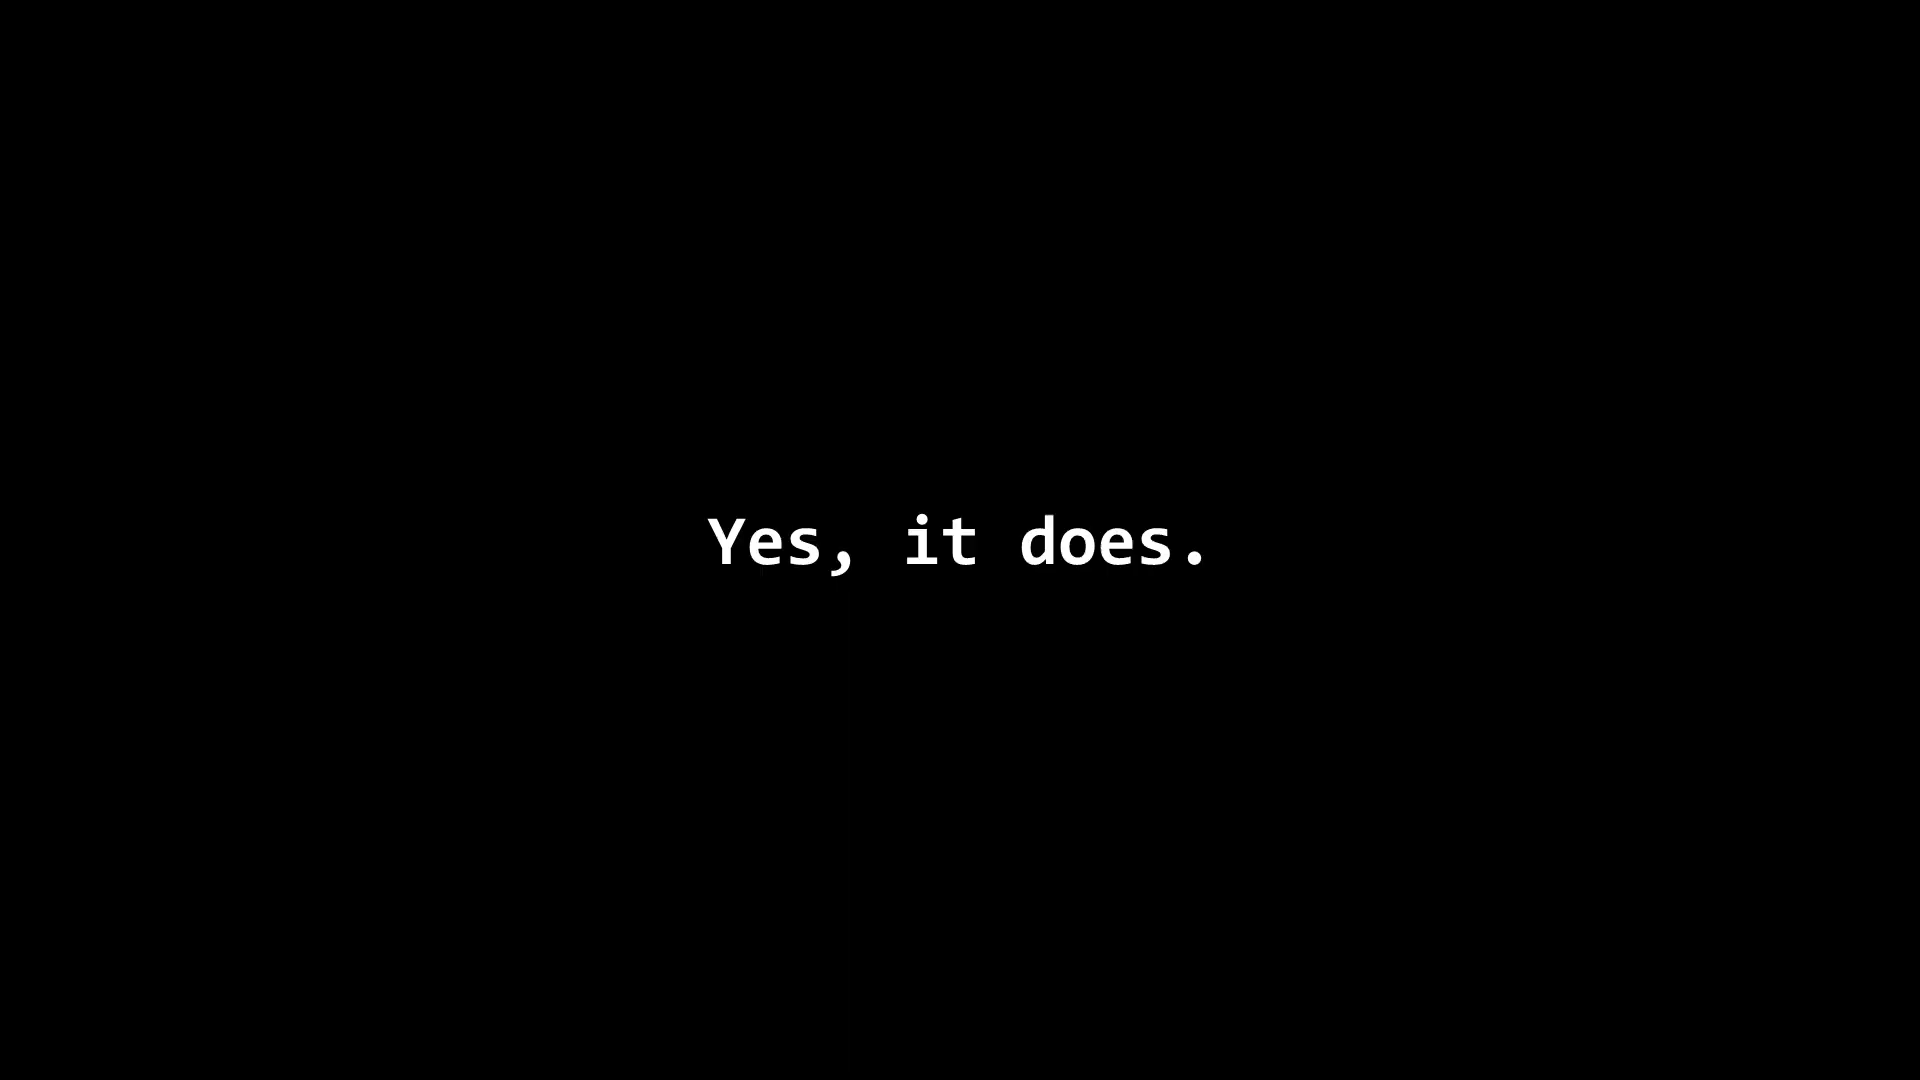 Yes, it does.